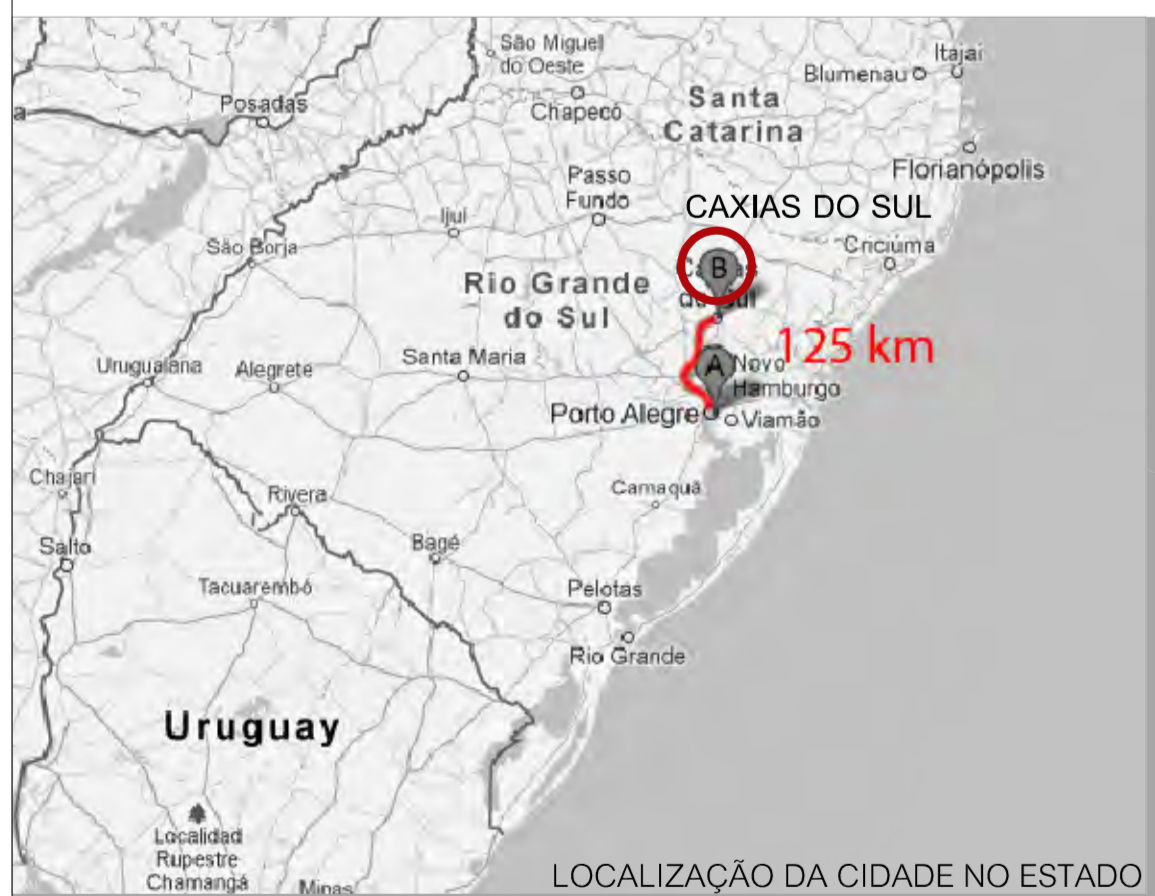 São Miguel
do Oeste
Chapecó
Itajaí
Blumenau
Santa
Catarina
Posadas
Florianópolis
Passo
Fundo
CAXIAS DO SUL
Ijuí
São Borja
Criciúma
B
do Sul
Rio Grande
do Sul
125 km
Uruguaiana
Alegrete
Santa Maria
A
Novo
Hamburgo
Porto Alegre
Viamão
Chajarí
Camaquã
Rivera
Salto
Bagé
Tacuarembó
Pelotas
Rio Grande
Uruguay
Localidad
Rupestre
Chamangá
Minas
LOCALIZAÇÃO DA CIDADE NO ESTADO